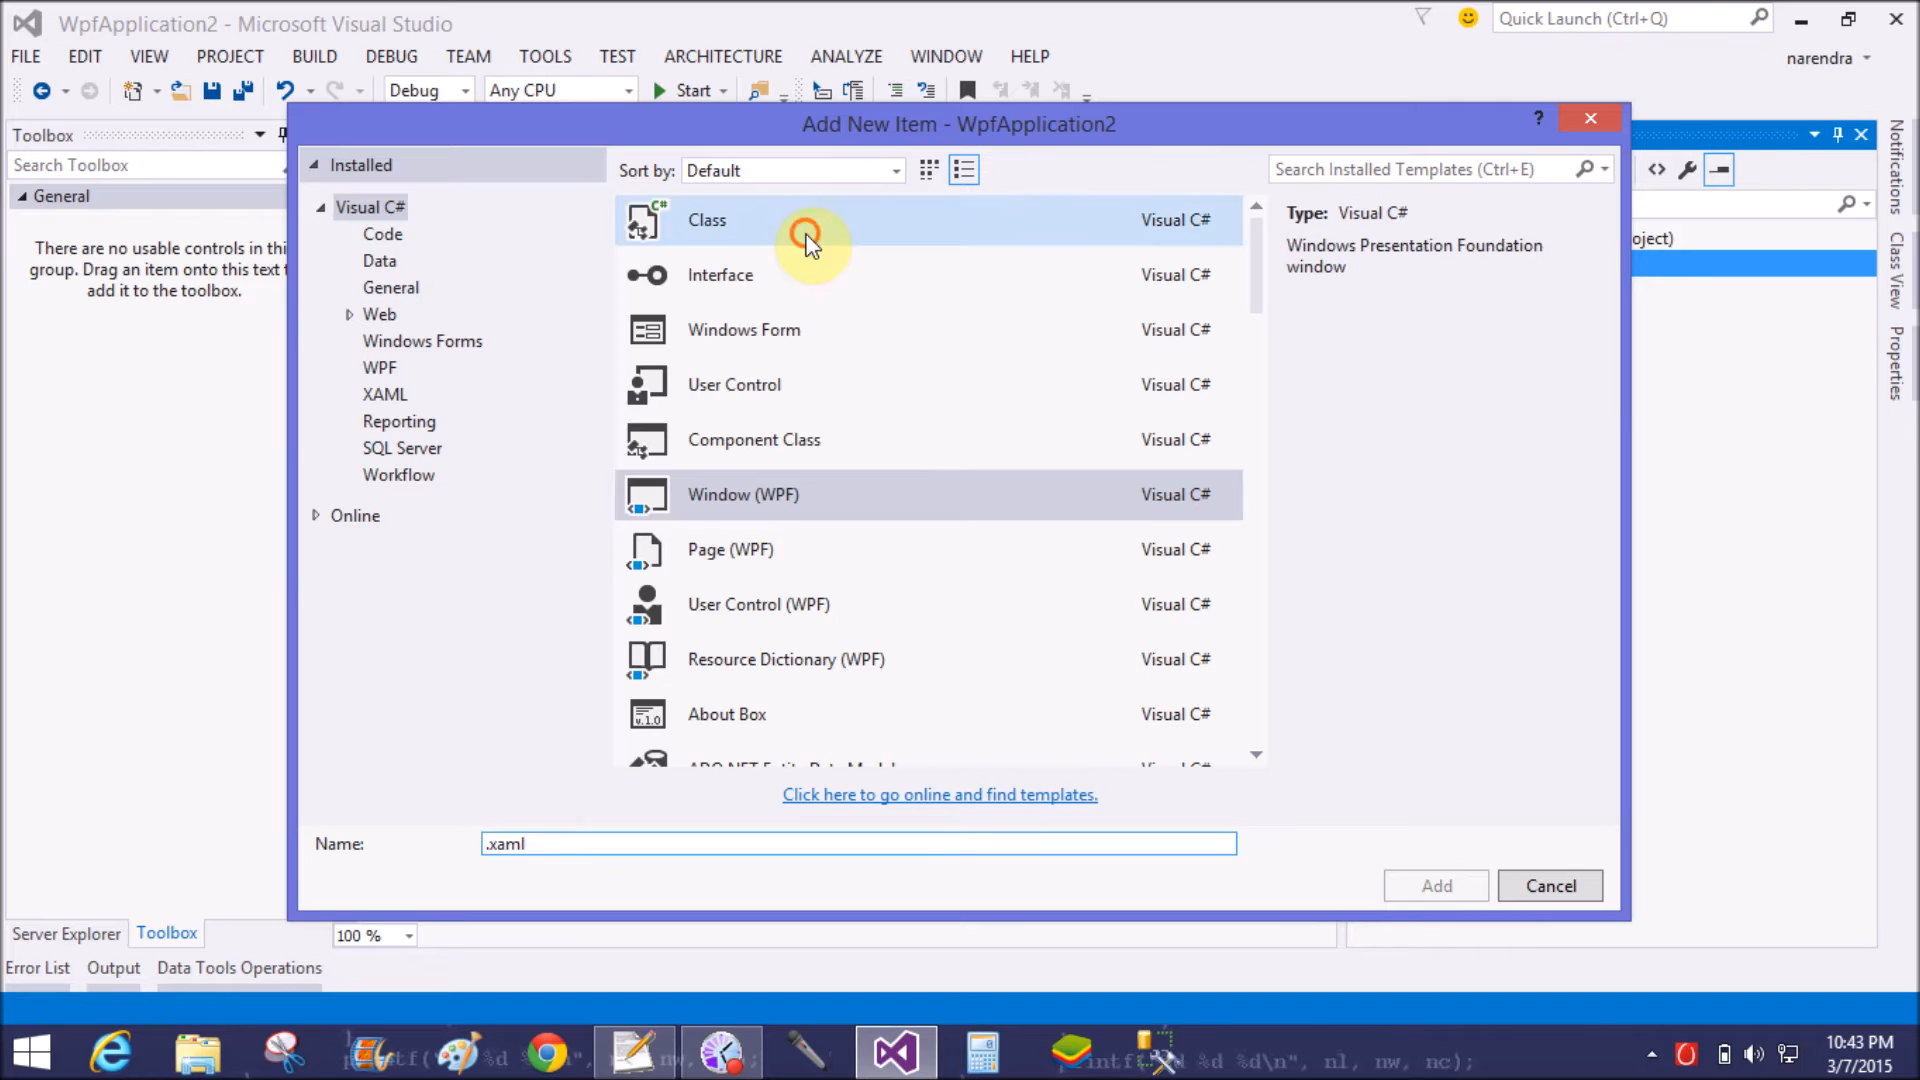 WpfApplication2 - Microsoft Visual Studio
Quick Launch (Ctrl+Q)
FILE EDIT VIEW PROJECT BUILD DEBUG TEAM TOOLS TEST ARCHITECTURE ANALYZE WINDOW HELP
narendra
Debug Any CPU Start
Toolbox
Search Toolbox
General
There are no usable controls in this
group. Drag an item onto this text t
add it to the toolbox.
Add New Item - WpfApplication2
?
Installed
Visual C#
Code
Data
General
Web
Windows Forms
WPF
XAML
Reporting
SQL Server
Workflow
Online
Sort by: Default
Search Installed Templates (Ctrl+E)
Class Visual C#
Interface Visual C#
Windows Form Visual C#
User Control Visual C#
Component Class Visual C#
Window (WPF) Visual C#
Page (WPF) Visual C#
User Control (WPF) Visual C#
Resource Dictionary (WPF) Visual C#
About Box Visual C#
Type: Visual C#
Windows Presentation Foundation
window
Click here to go online and find templates.
Name: .xaml
Add Cancel
oject)
Notifications
Class View
Properties
Server Explorer Toolbox
100 %
Error List Output Data Tools Operations
10:43 PM
3/7/2015